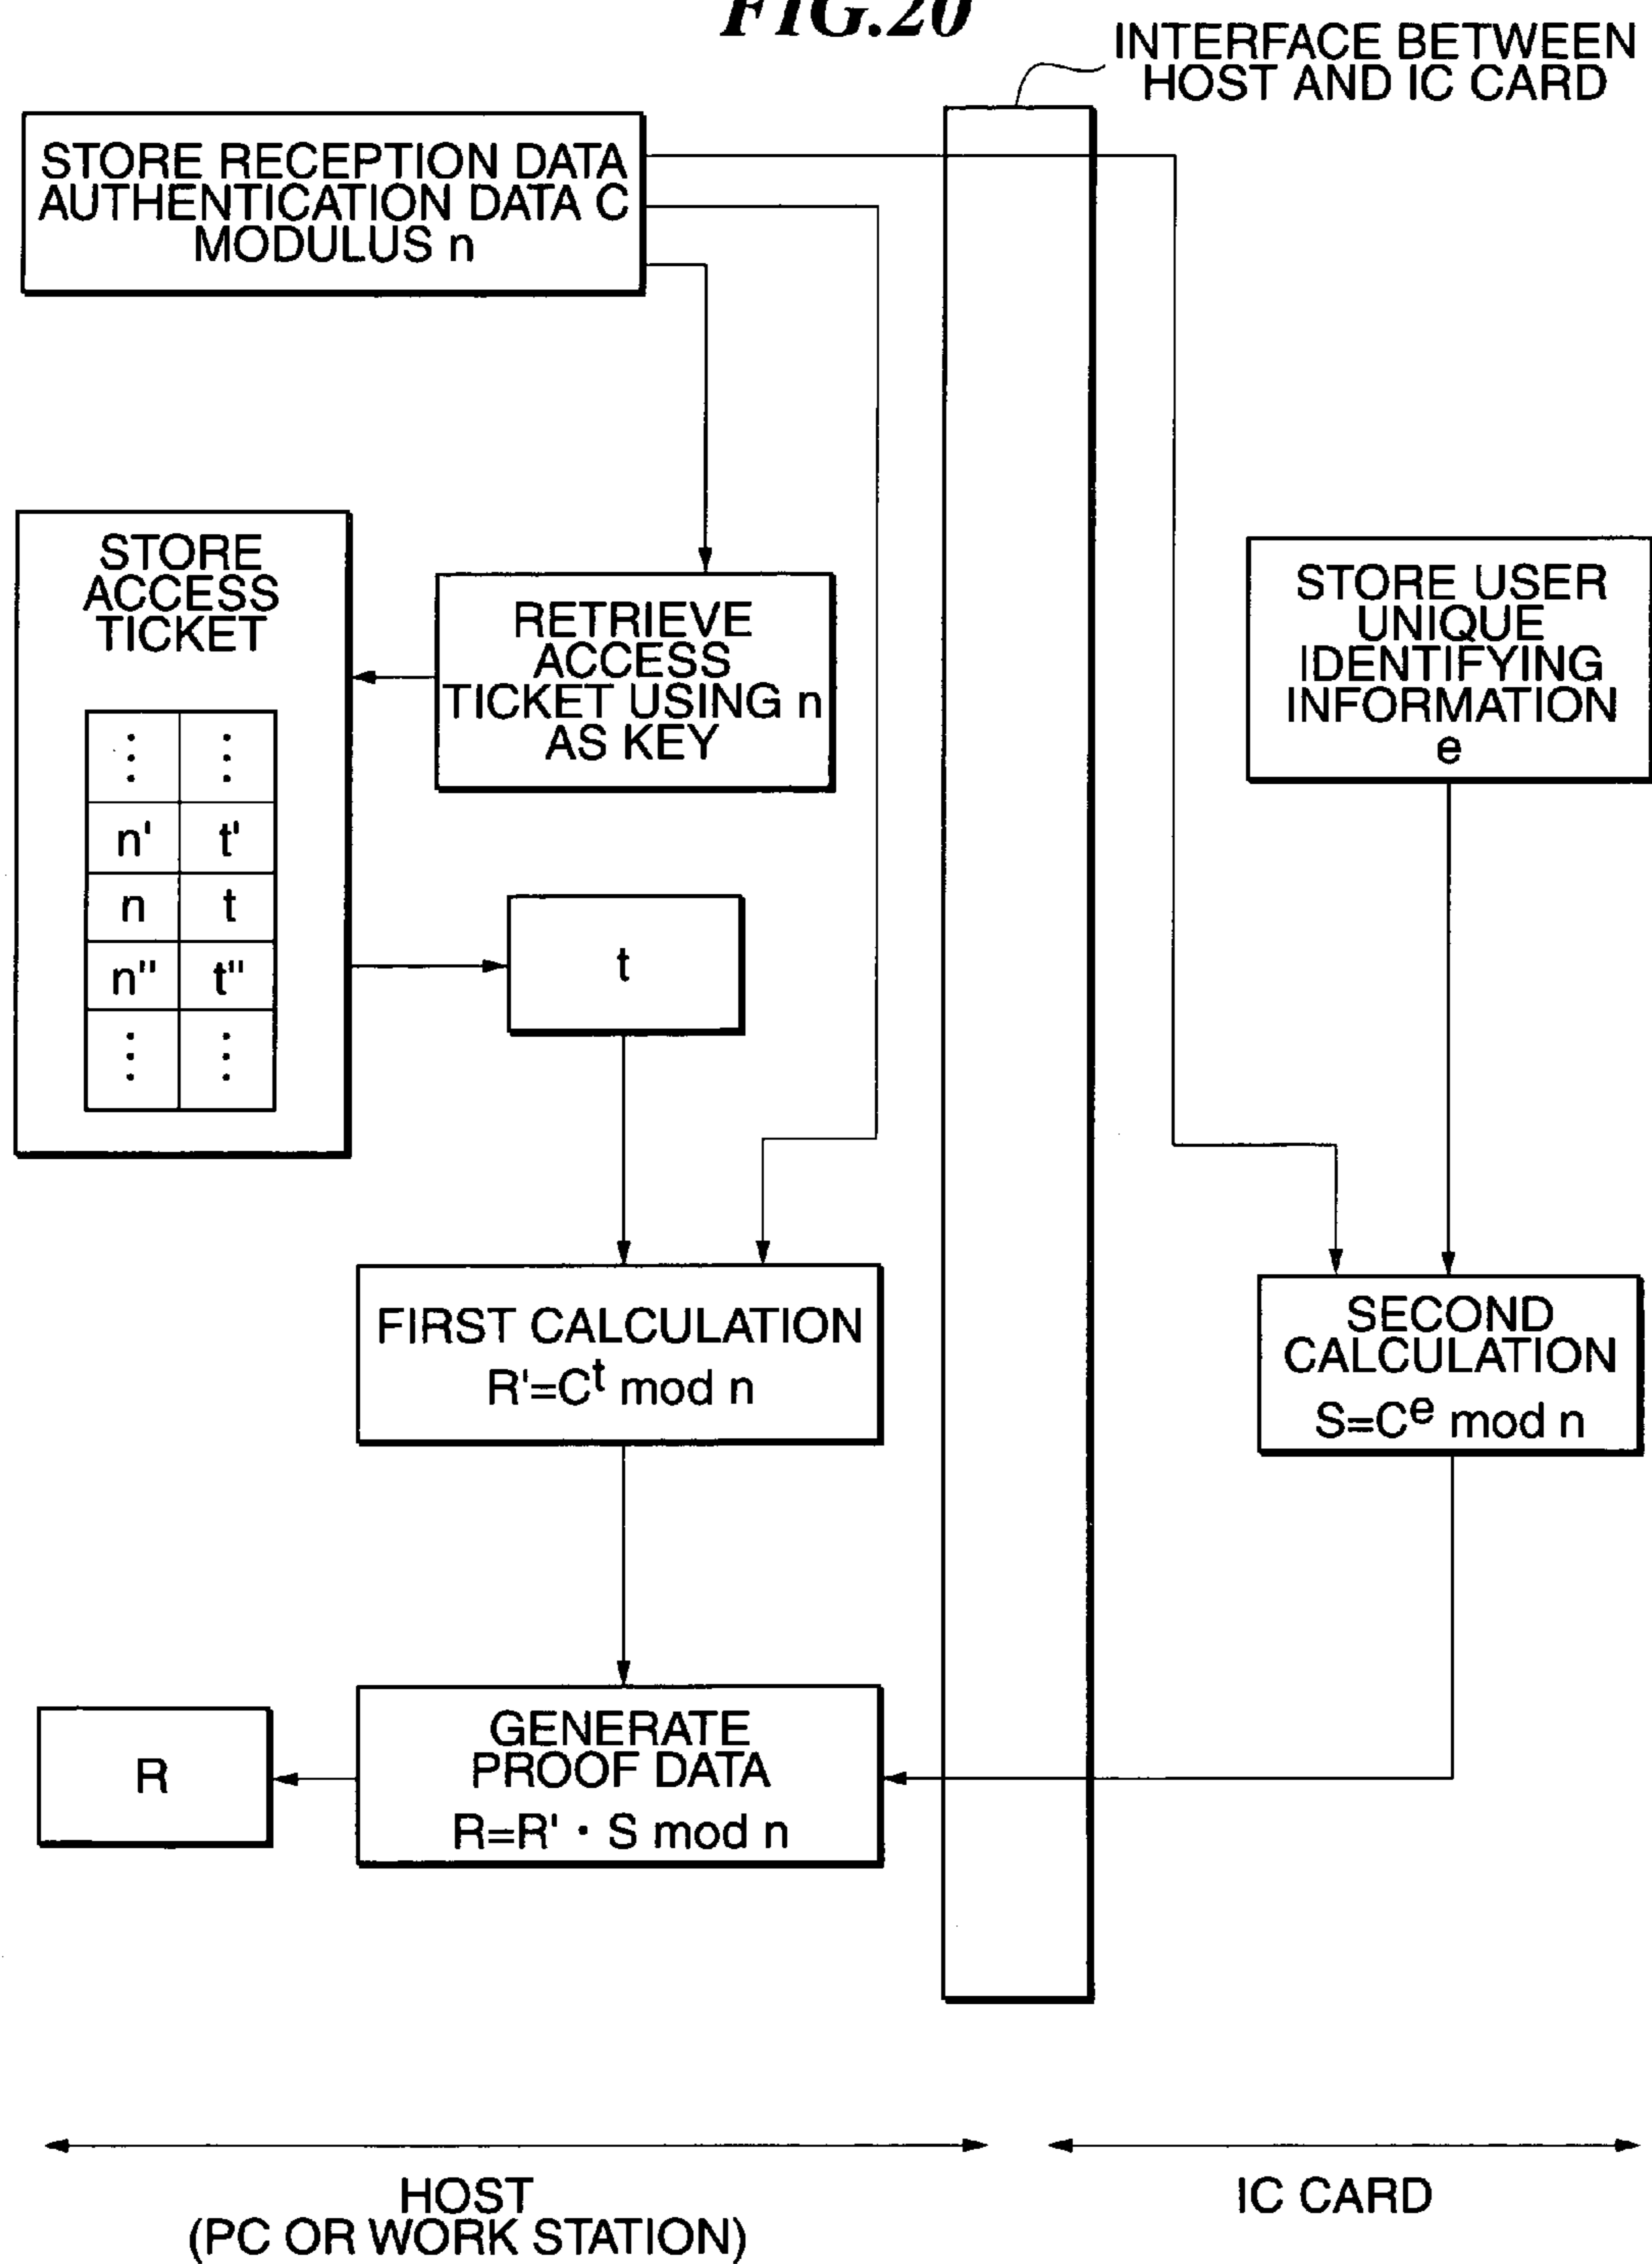 FIG.20
INTERFACE BETWEEN
HOST AND IC CARD
STORE RECEPTION DATA
AUTHENTICATION DATA C
MODULUS n
STORE
ACCESS
TICKET
⋮ ⋮
n' t'
n t
n" t"
⋮ ⋮
RETRIEVE
ACCESS
TICKET USING n
AS KEY
STORE USER
UNIQUE
IDENTIFYING
INFORMATION
e
t
FIRST CALCULATION
R'=C^t mod n
SECOND
CALCULATION
S=C^e mod n
GENERATE
PROOF DATA
R=R' · S mod n
R
HOST
(PC OR WORK STATION)
IC CARD